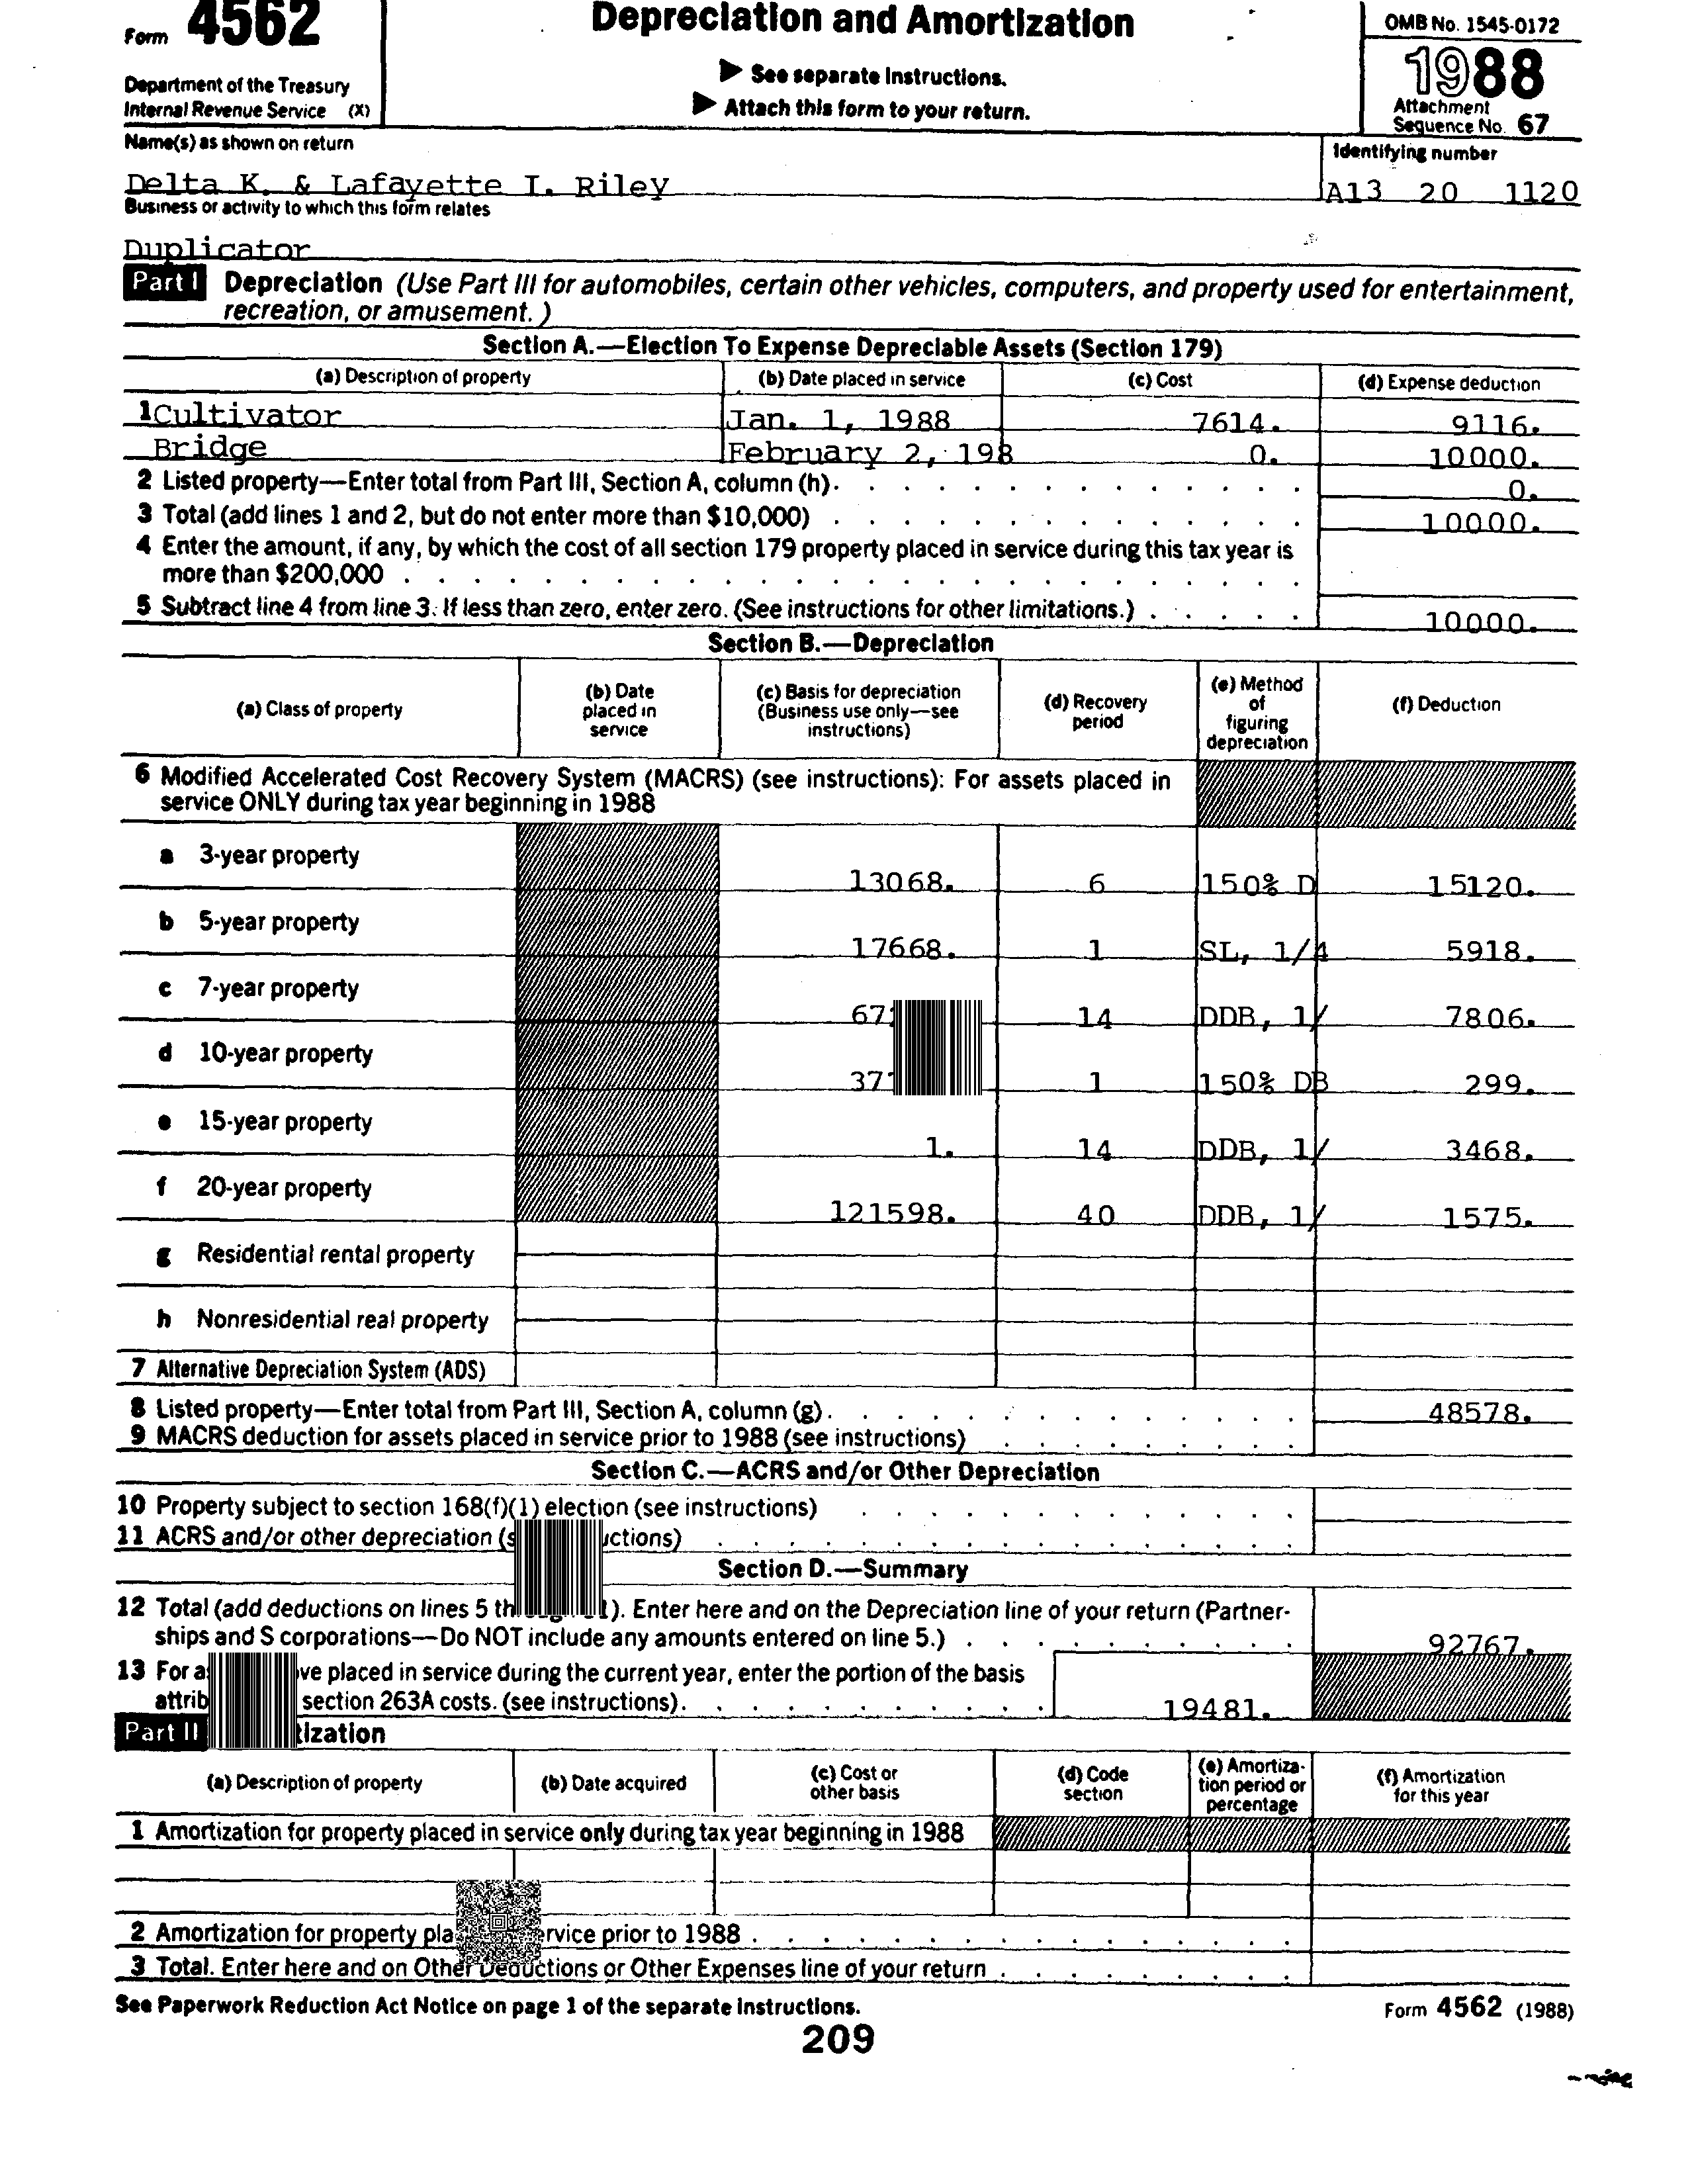 Form 4562
Depreciation and Amortization
OMB No. 1545-0172
Department of the Treasury
Internal Revenue Service (X)
▶ See separate Instructions.
▶ Attach this form to your return.
1988
Attachment
Sequence No. 67
Name(s) as shown on return
Identifying number
Delta K. & Lafayette I. Riley
A13 20 1120
Business or activity to which this form relates
Duplicator
Part I Depreciation (Use Part III for automobiles, certain other vehicles, computers, and property used for entertainment,
recreation, or amusement.)
Section A.—Election To Expense Depreciable Assets (Section 179)
(a) Description of property (b) Date placed in service (c) Cost (d) Expense deduction
1 Cultivator Jan. 1, 1988 7614. 9116.
Bridge February 2, 198 0. 10000.
2 Listed property—Enter total from Part III, Section A, column (h). 0.
3 Total (add lines 1 and 2, but do not enter more than $10,000) 10000.
4 Enter the amount, if any, by which the cost of all section 179 property placed in service during this tax year is
more than $200,000
5 Subtract line 4 from line 3. If less than zero, enter zero. (See instructions for other limitations.) 10000.
Section B.—Depreciation
(a) Class of property
(b) Date
placed in
service
(c) Basis for depreciation
(Business use only—see
instructions)
(d) Recovery
period
(e) Method
of
figuring
depreciation
(f) Deduction
6 Modified Accelerated Cost Recovery System (MACRS) (see instructions): For assets placed in
service ONLY during tax year beginning in 1988
a 3-year property 13068. 6 150% D 15120.
b 5-year property 17668. 1 SL, 1/4 5918.
c 7-year property 14 DDB, 1/ 7806.
d 10-year property 1 150% DB 299.
e 15-year property 1. 14 DDB, 1/ 3468.
f 20-year property 121598. 40 DDB, 1/ 1575.
g Residential rental property
h Nonresidential real property
7 Alternative Depreciation System (ADS)
8 Listed property—Enter total from Part III, Section A, column (g). 48578.
9 MACRS deduction for assets placed in service prior to 1988 (see instructions)
Section C.—ACRS and/or Other Depreciation
10 Property subject to section 168(f)(1) election (see instructions)
11 ACRS and/or other depreciation
Section D.—Summary
12 Total (add deductions on lines 5 Enter here and on the Depreciation line of your return (Partner-
ships and S corporations—Do NOT include any amounts entered on line 5.) 92767.
13 For placed in service during the current year, enter the portion of the basis
section 263A costs. (see instructions). 19481.
Part II
(a) Description of property
(b) Date acquired
(c) Cost or
other basis
(d) Code
section
(e) Amortiza-
tion period or
percentage
(f) Amortization
for this year
1 Amortization for property placed in service only during tax year beginning in 1988
2 Amortization for property prior to 1988
3 Total. Enter here and on Other Deductions or Other Expenses line of your return
See Paperwork Reduction Act Notice on page 1 of the separate Instructions.
Form 4562 (1988)
209